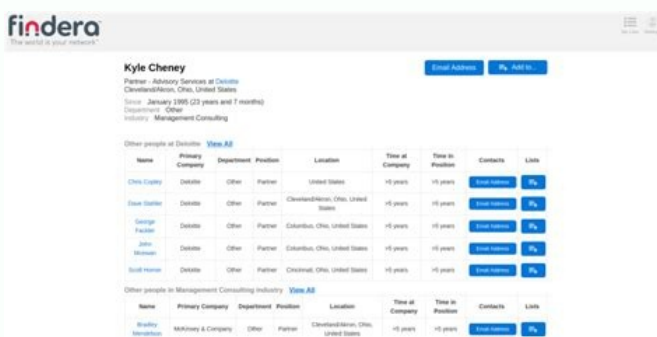 findera
The world is your network
Kyle Cheney
Email Address
Add to...
Partner - Advisory Services at Deloitte
Cleveland/Akron, Ohio, United States
Since January 1995 (23 years and 7 months)
Department Other
Industry Management Consulting
Other people at Deloitte View All
Name Primary Company Department Position Location Time at Company Time in Position Contacts Lists
Chris Copley Deloitte Other Partner United States >5 years >5 years Email Address
Dave Stahler Deloitte Other Partner Cleveland/Akron, Ohio, United States >5 years >5 years Email Address
George Deloitte Other Partner Columbus, Ohio, United States >5 years >5 years Email Address
John Deloitte Other Partner Columbus, Ohio, United States >5 years >5 years Email Address
Scott Deloitte Other Partner Cincinnati, Ohio, United States >5 years >5 years Email Address
Other people in Management Consulting industry View All
Name Primary Company Department Position Location Time at Company Time in Position Contacts Lists
Bradley Mendelson McKinsey & Company Other Partner Cleveland/Akron, Ohio, United States >5 years >5 years Email Address